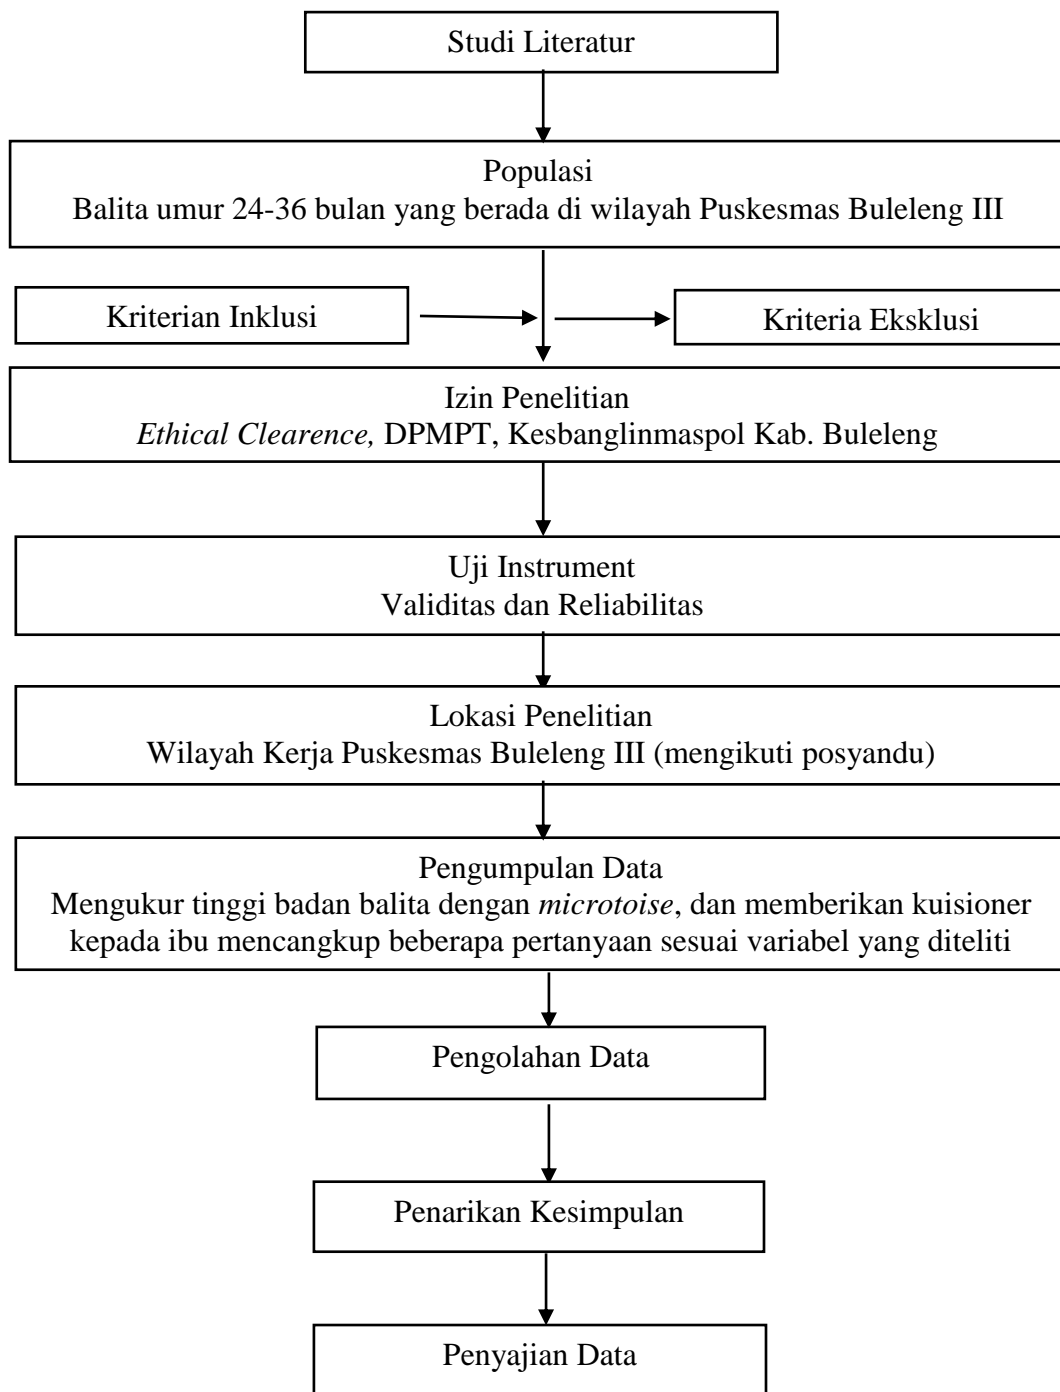 Studi Literatur
Populasi
Balita umur 24-36 bulan yang berada di wilayah Puskesmas Buleleng III
Kriterian Inklusi
Kriteria Eksklusi
Izin Penelitian
Ethical Clearence, DPMPT, Kesbanglinmaspol Kab. Buleleng
Uji Instrument
Validitas dan Reliabilitas
Lokasi Penelitian
Wilayah Kerja Puskesmas Buleleng III (mengikuti posyandu)
Pengumpulan Data
Mengukur tinggi badan balita dengan microtoise, dan memberikan kuisioner
kepada ibu mencangkup beberapa pertanyaan sesuai variabel yang diteliti
Pengolahan Data
Penarikan Kesimpulan
Penyajian Data